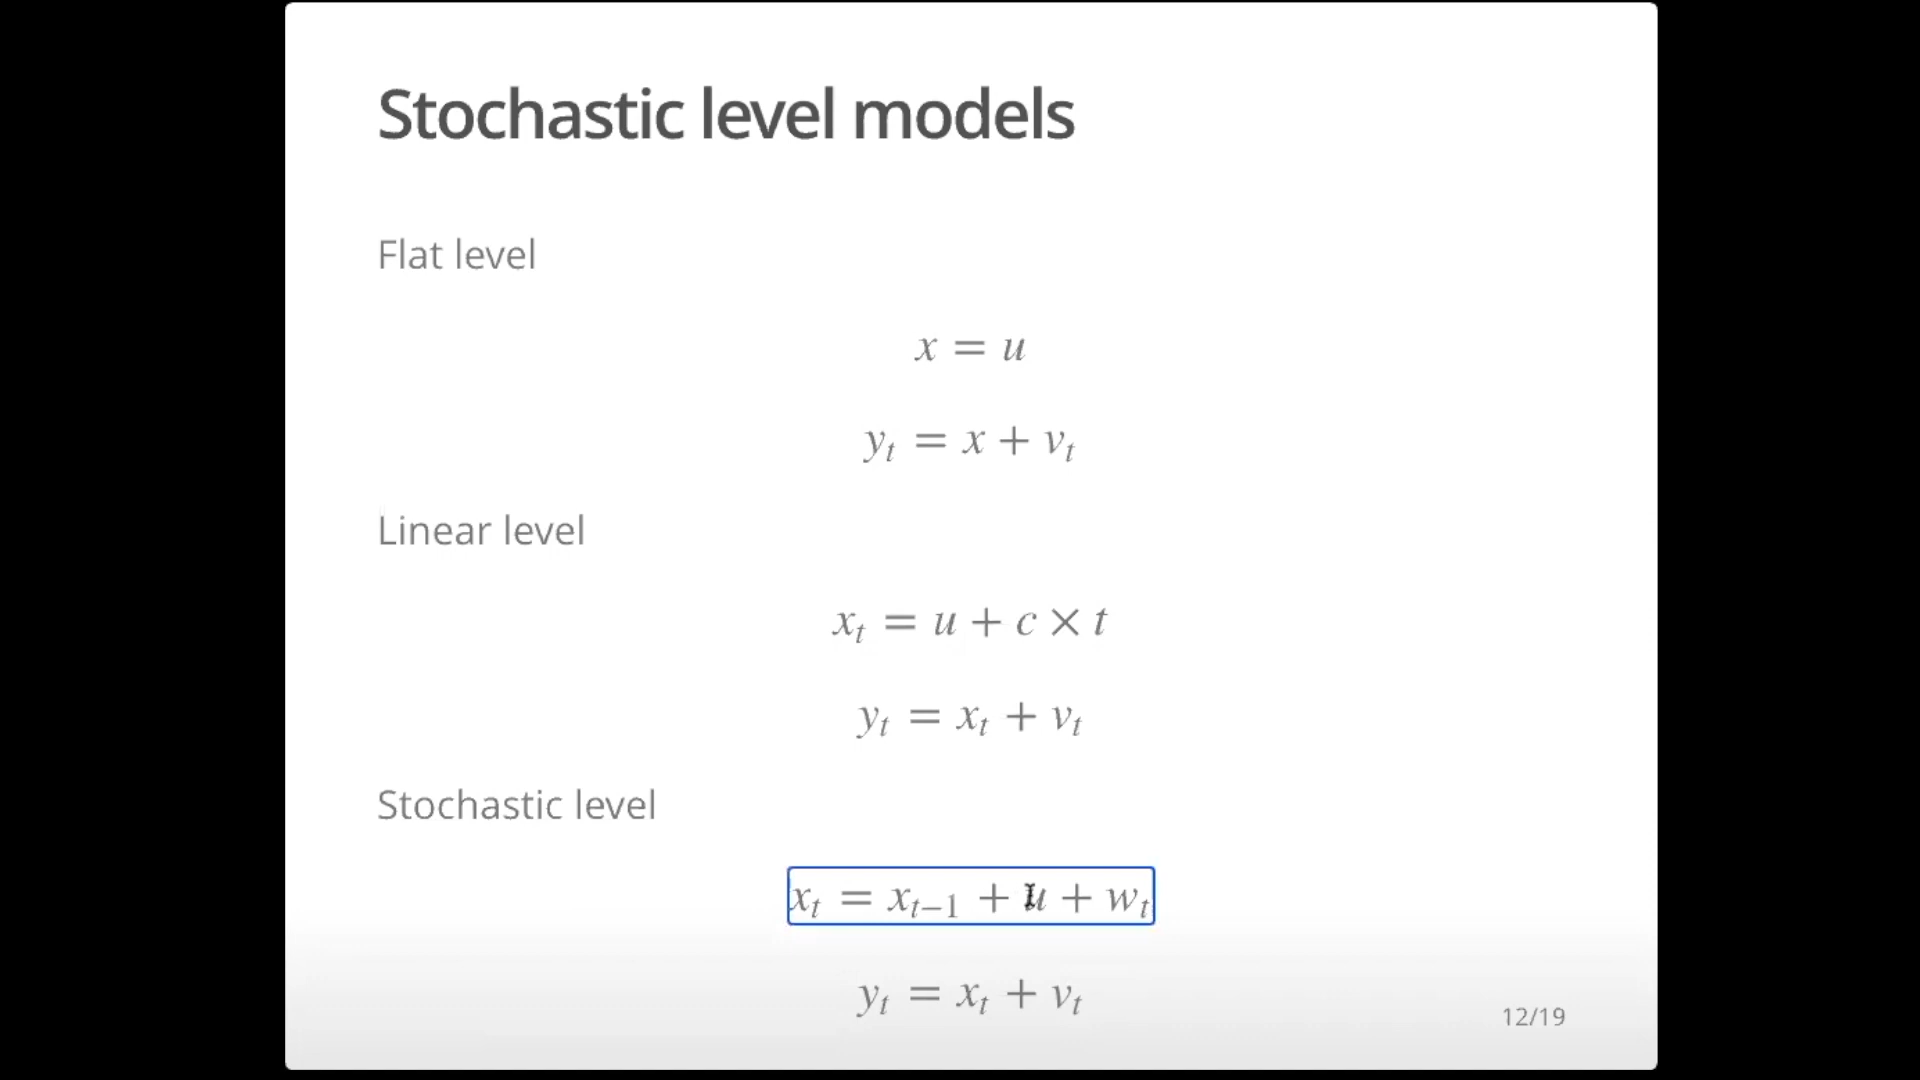 Stochastic level models
Flat level
x = u
y_t = x + v_t
Linear level
x_t = u + c × t
y_t = x_t + v_t
Stochastic level
x_t = x_{t−1} + u + w_t
y_t = x_t + v_t
12/19